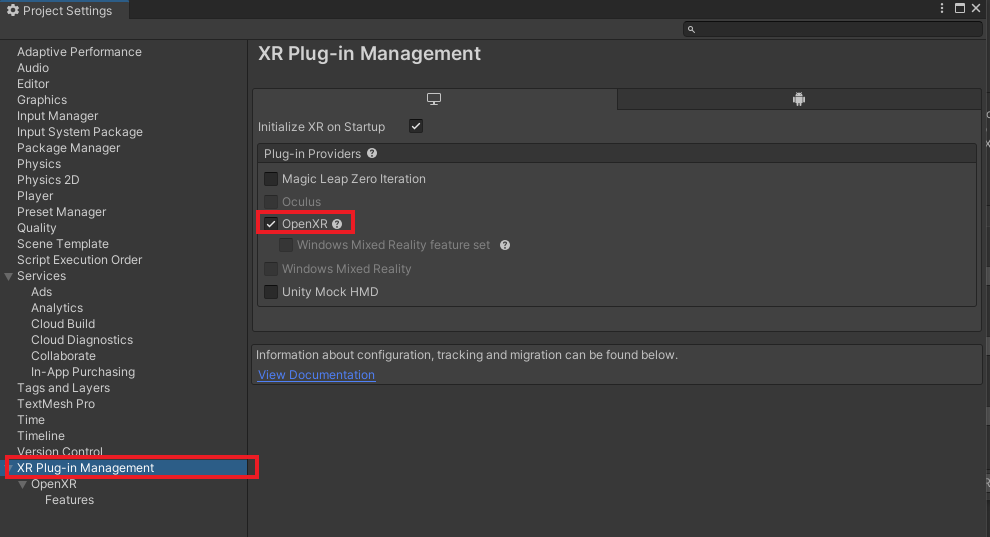 Project Settings
Adaptive Performance
Audio
Editor
Graphics
Input Manager
Input System Package
Package Manager
Physics
Physics 2D
Player
Preset Manager
Quality
Scene Template
Script Execution Order
Services
Ads
Analytics
Cloud Build
Cloud Diagnostics
Collaborate
In-App Purchasing
Tags and Layers
TextMesh Pro
Time
Timeline
Version Control
XR Plug-in Management
OpenXR
Features
XR Plug-in Management
Initialize XR on Startup
Plug-in Providers
Magic Leap Zero Iteration
Oculus
OpenXR
Windows Mixed Reality feature set
Windows Mixed Reality
Unity Mock HMD
Information about configuration, tracking and migration can be found below.
View Documentation